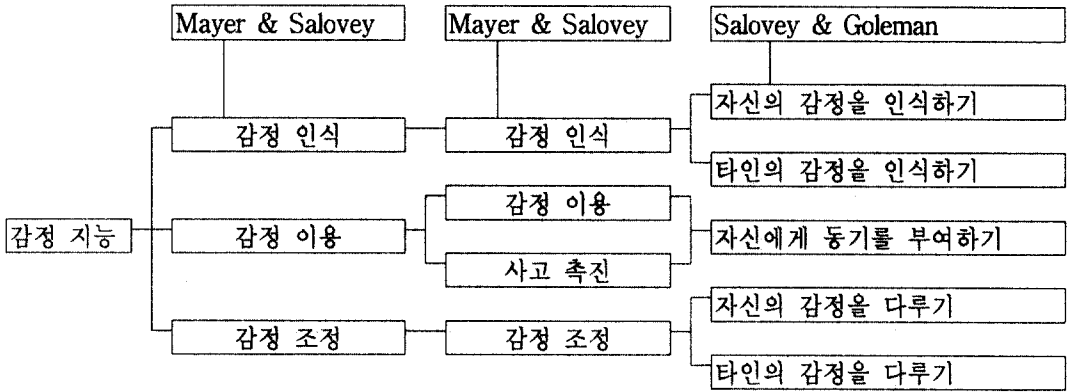 Mayer & Salovey
Mayer & Salovey
Salovey & Goleman
자신의 감정을 인식하기
감정 인식
감정 인식
타인의 감정을 인식하기
감정 이용
감정 지능
감정 이용
자신에게 동기를 부여하기
사고 촉진
자신의 감정을 다루기
감정 조정
감정 조정
타인의 감정을 다루기